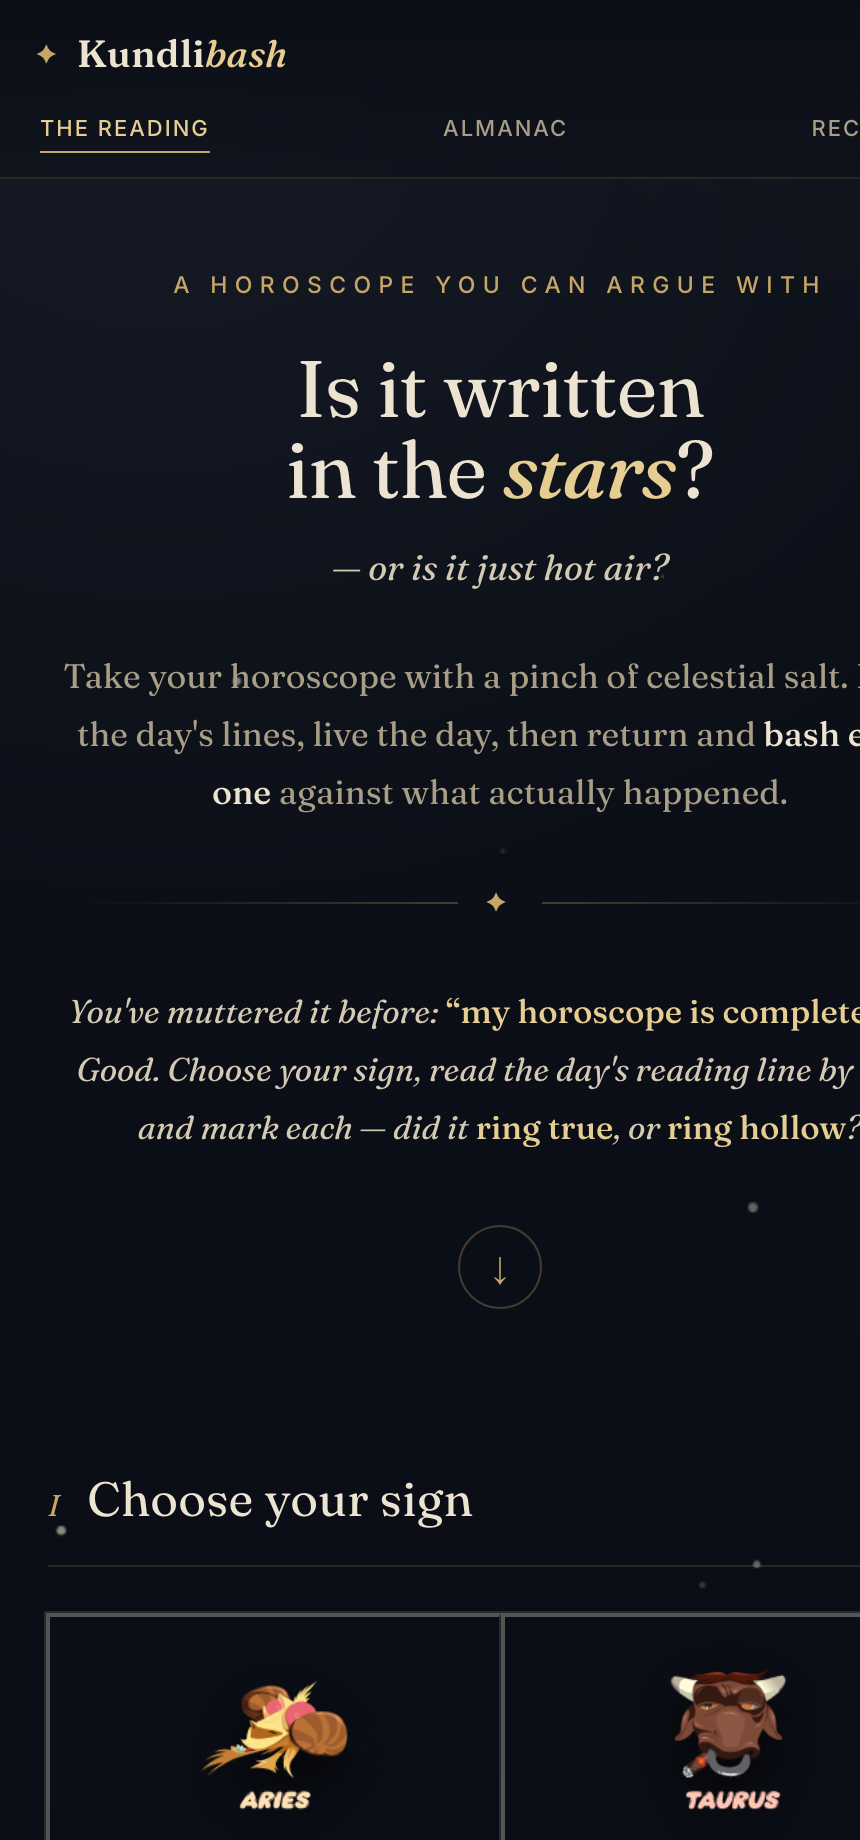 Kundlibash
THE READING ALMANAC
A HOROSCOPE YOU CAN ARGUE WITH
Is it written
in the stars?
— or is it just hot air?
Take your horoscope with a pinch of celestial salt.
the day's lines, live the day, then return and bash
one against what actually happened.
You've muttered it before: “my horoscope is
Good. Choose your sign, read the day's reading line by
and mark each — did it ring true, or ring hollow?
↓
I Choose your sign
ARIES
TAURUS